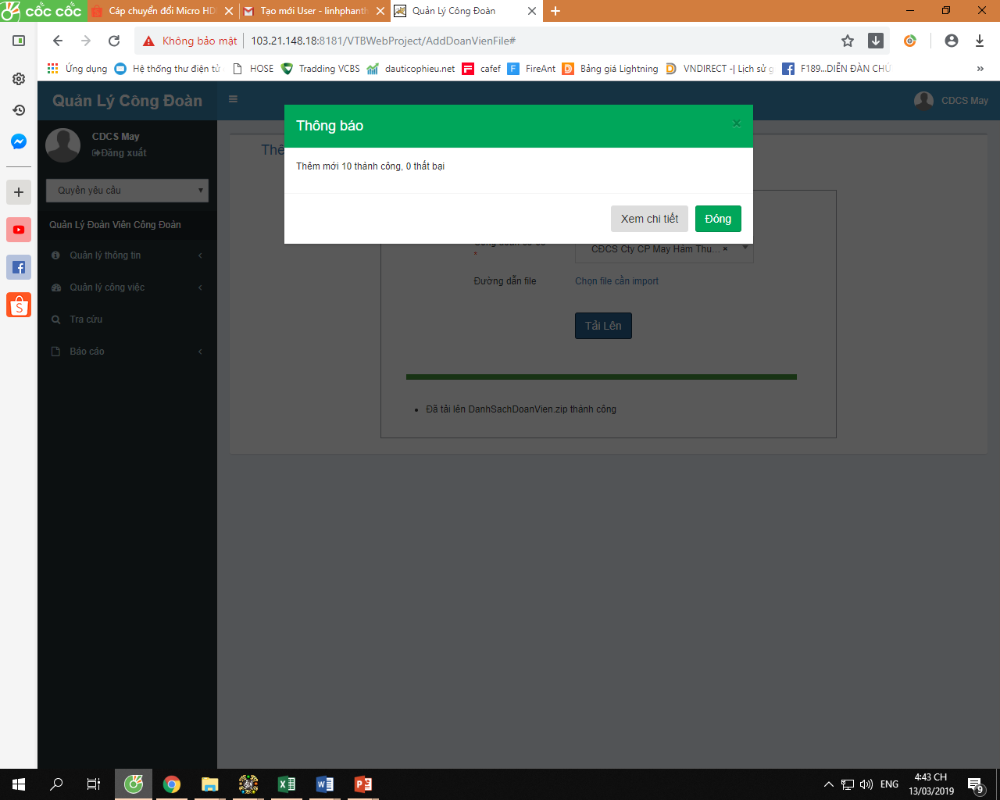 cốc cốc
Cáp chuyển đổi Micro HD
Tạo mới User - linhphanth
Quản Lý Công Đoàn
Không bảo mật
103.21.148.18:8181/VTBWebProject/AddDoanVienFile#
Ứng dụng
Hệ thống thư điện tử
HOSE
Tradding VCBS
dauticophieu.net
cafef
FireAnt
Bảng giá Lightning
VNDIRECT -| Lịch sử g
F189...DIỄN ĐÀN CHỨ
»
Quản Lý Công Đoàn
CDCS May
CDCS May
Đăng xuất
Quyền yêu cầu
Quản Lý Đoàn Viên Công Đoàn
Quản lý thông tin
Quản lý công việc
Tra cứu
Báo cáo
Thê
Thông báo
×
Thêm mới 10 thành công, 0 thất bại
Xem chi tiết
Đóng
*
CĐCS Cty CP May Hàm Thu... ×
Đường dẫn file
Chọn file cần import
Tải Lên
Đã tải lên DanhSachDoanVien.zip thành công
ENG
4:43 CH
13/03/2019
9